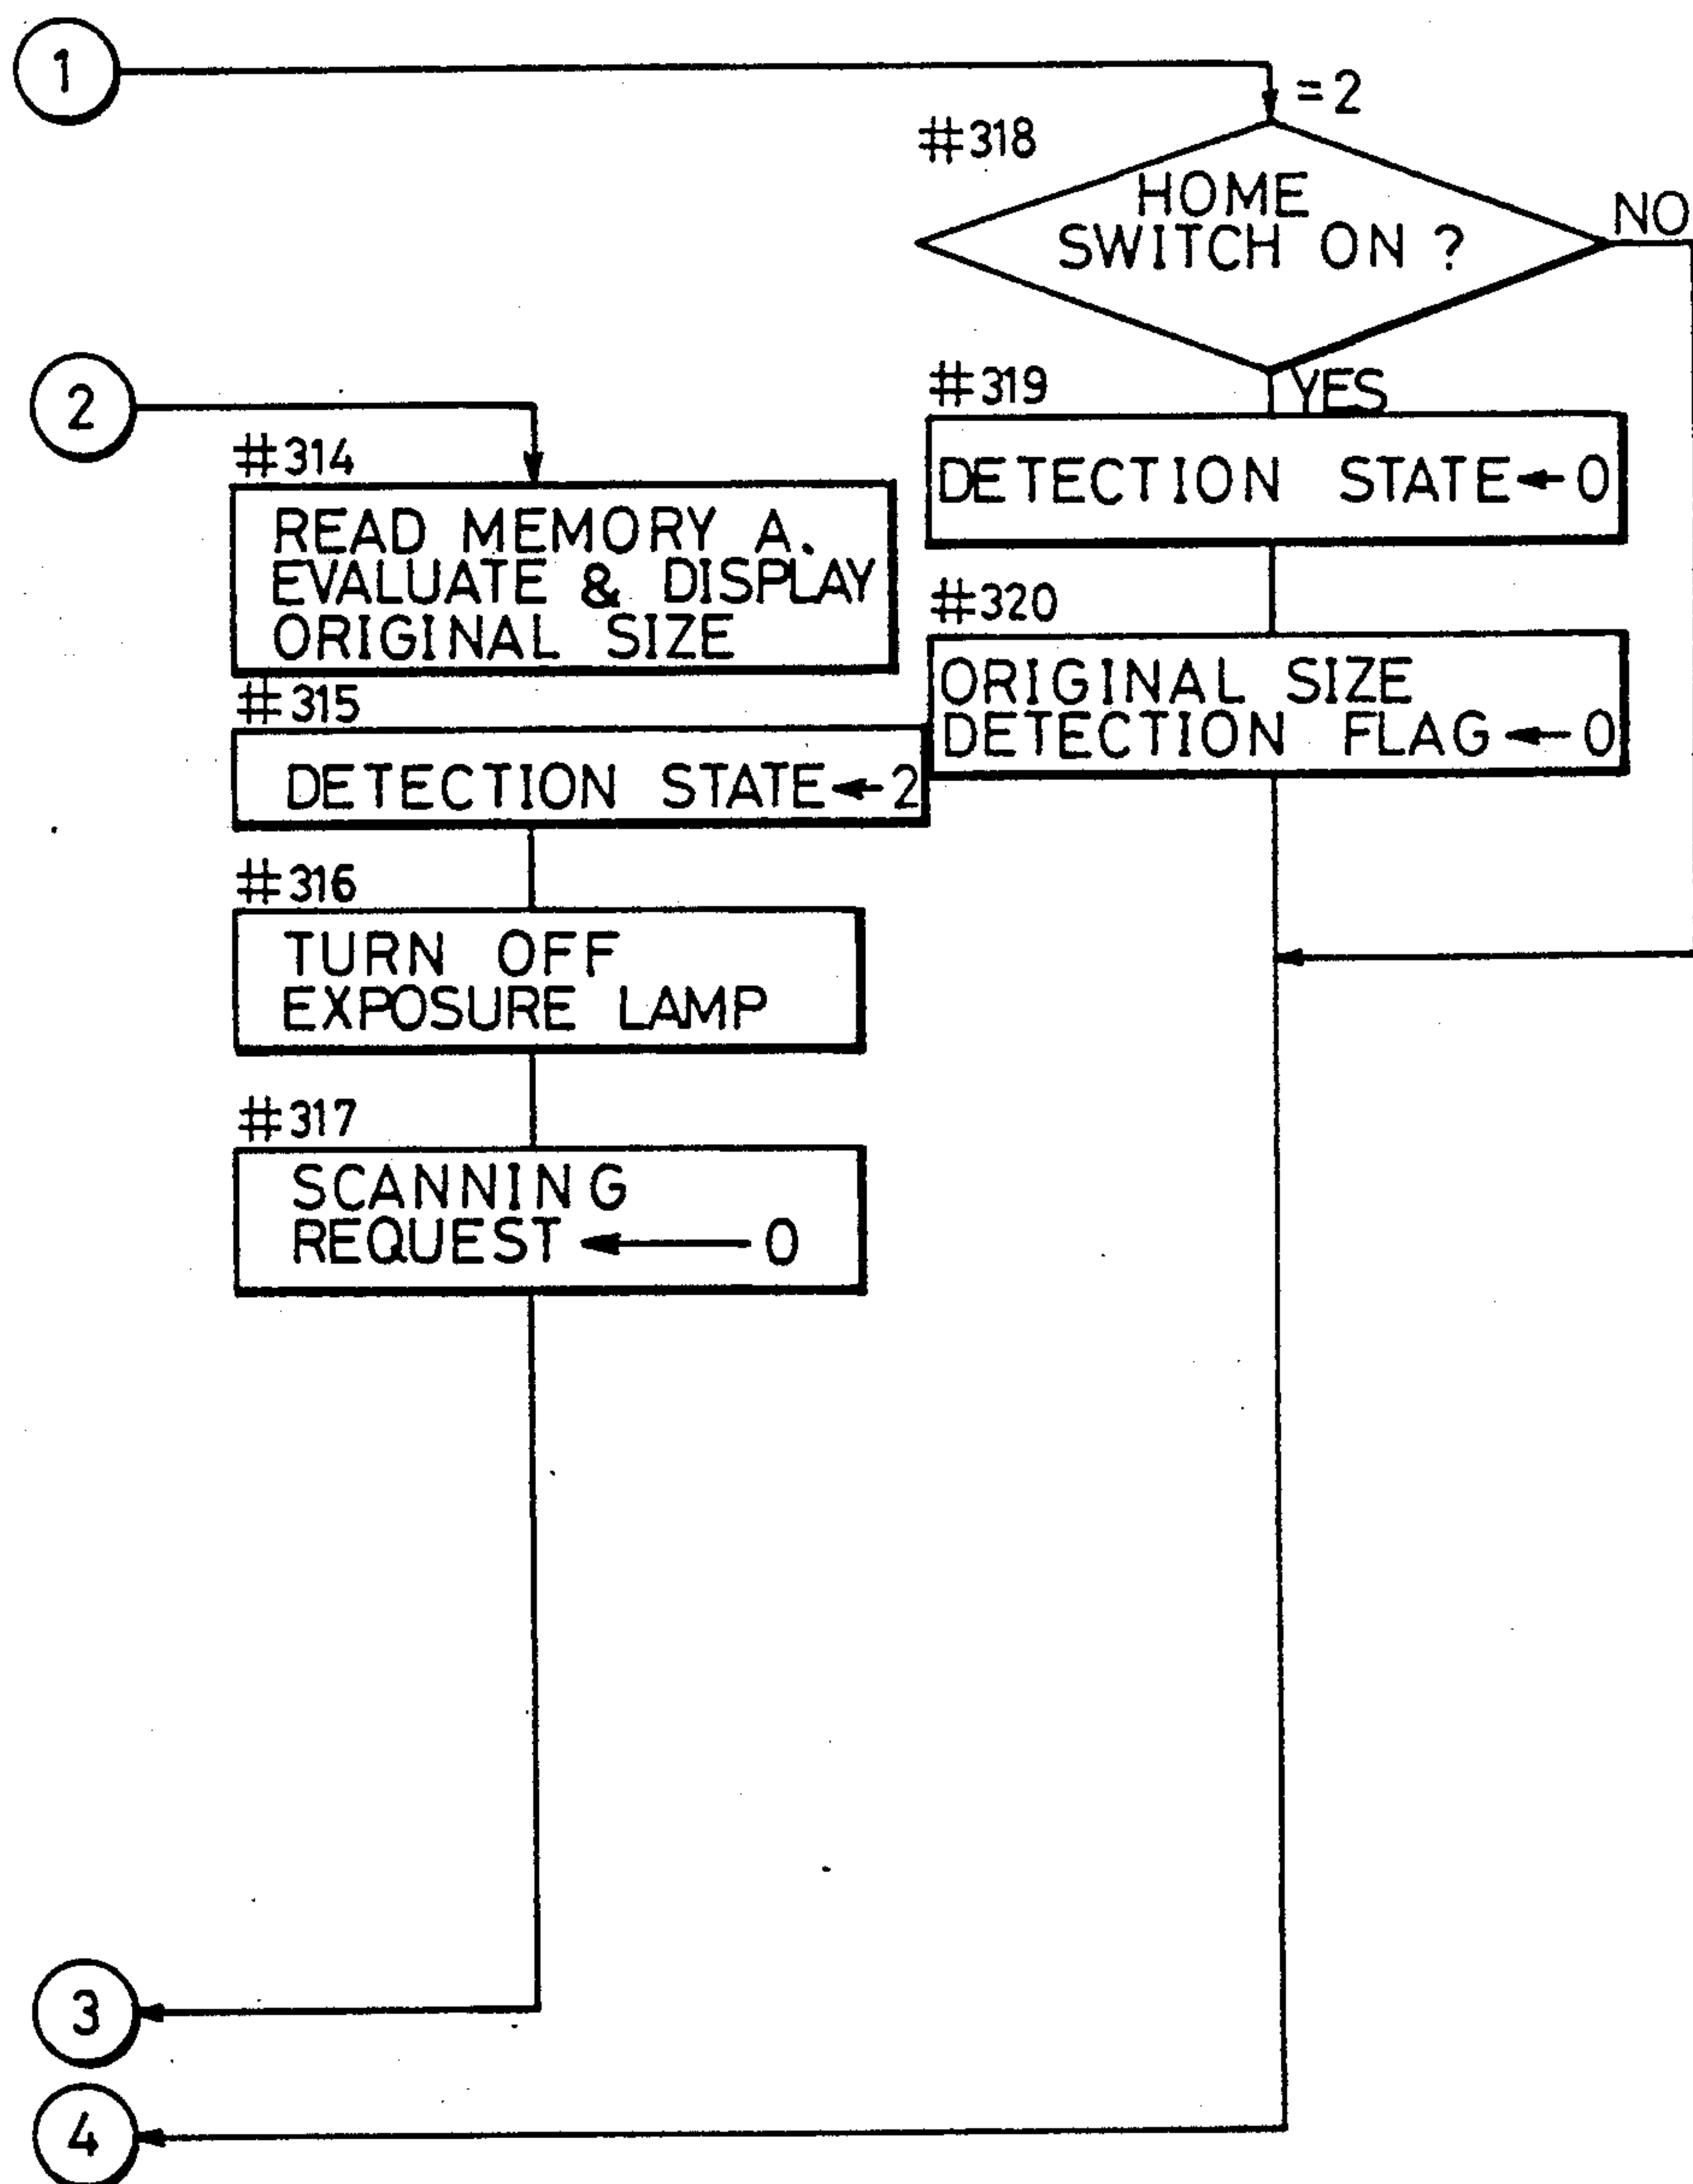 1
=2
#318
HOME
SWITCH ON ?
NO
YES
#319
DETECTION STATE←0
#320
ORIGINAL SIZE
DETECTION FLAG←0
2
#314
READ MEMORY A.
EVALUATE & DISPLAY
ORIGINAL SIZE
#315
DETECTION STATE←2
#316
TURN OFF
EXPOSURE LAMP
#317
SCANNING
REQUEST ← 0
3
4